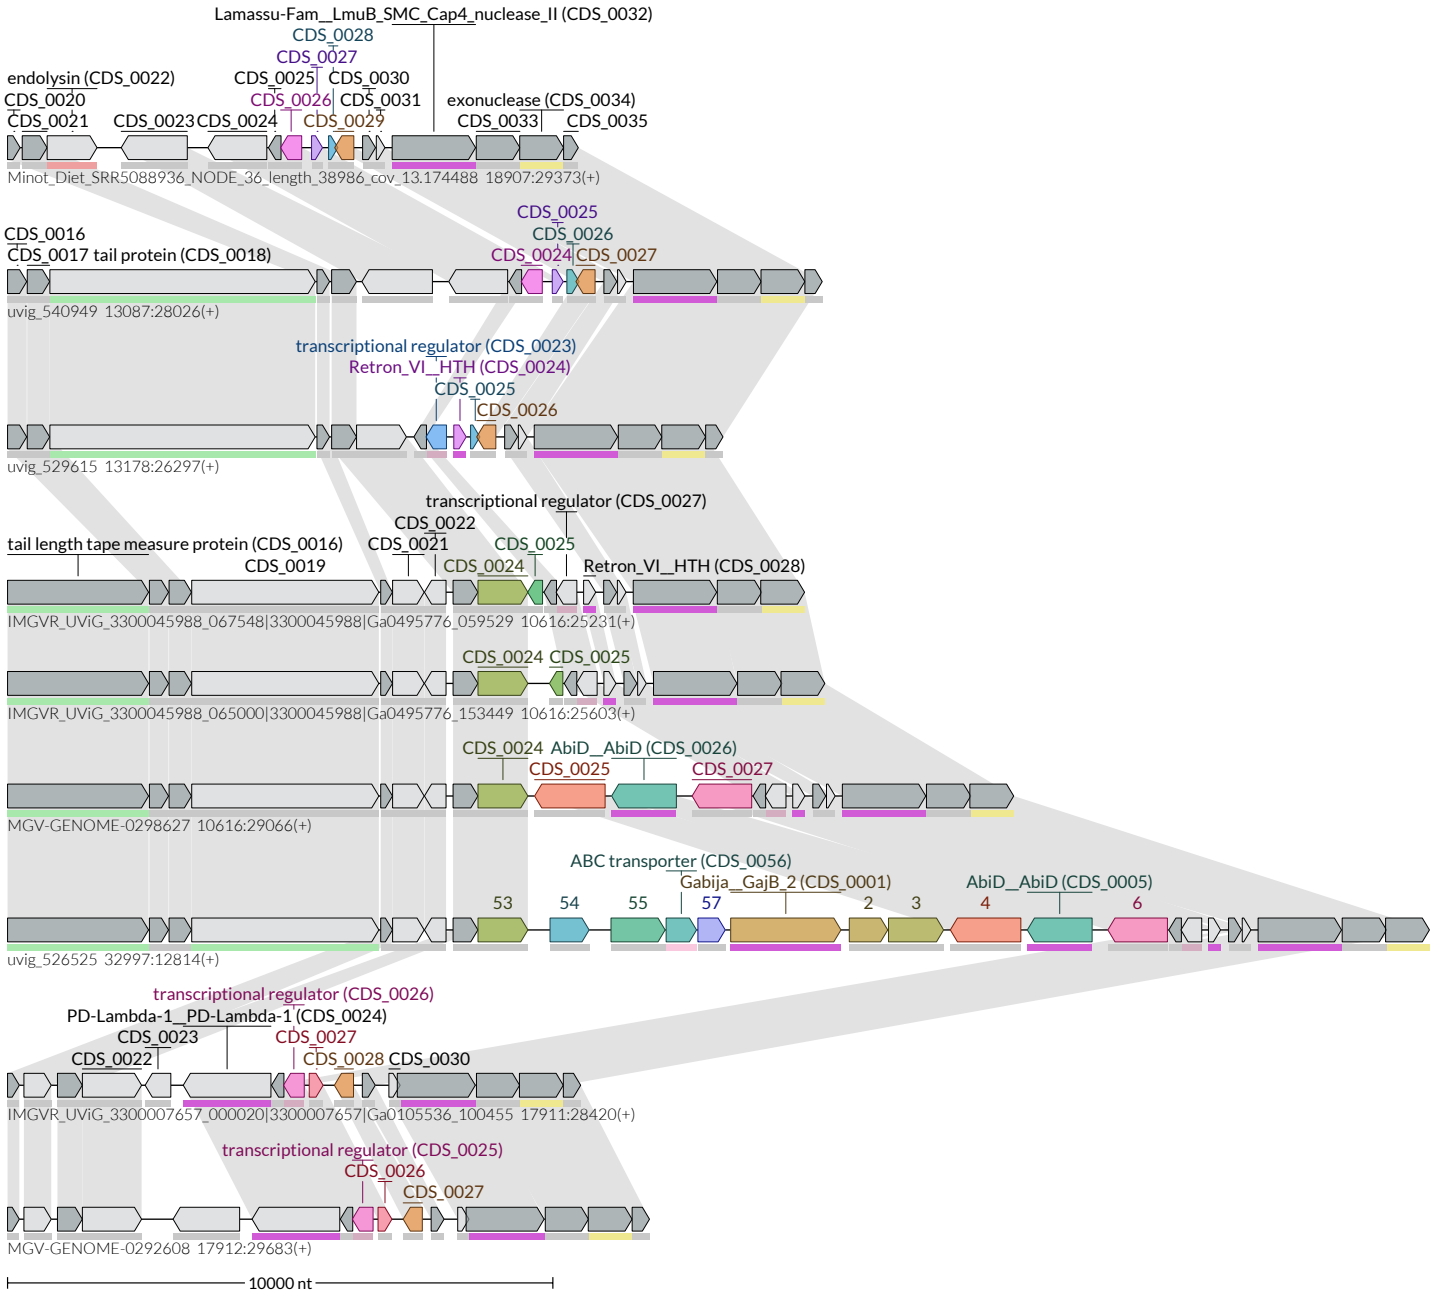 Lamassu-Fam__LmuB_SMC_Cap4_nuclease_II (CDS_0032)
CDS_0028
CDS_0027
endolysin (CDS_0022) CDS_0025 CDS_0030
CDS_0020 CDS_0026 CDS_0031 exonuclease (CDS_0034)
CDS_0021 CDS_0023 CDS_0024 CDS_0029 CDS_0033 CDS_0035
Minot_Diet_SRR5088936_NODE_36_length_38986_cov_13.174488 18907:29373(+)
CDS_0025
CDS_0016 CDS_0026
CDS_0017 tail protein (CDS_0018) CDS_0024 CDS_0027
uvig_540949 13087:28026(+)
transcriptional regulator (CDS_0023)
Retron_VI__HTH (CDS_0024)
CDS_0025
CDS_0026
uvig_529615 13178:26297(+)
transcriptional regulator (CDS_0027)
CDS_0022
tail length tape measure protein (CDS_0016) CDS_0021 CDS_0025
CDS_0019 CDS_0024 Retron_VI__HTH (CDS_0028)
IMGVR_UViG_3300045988_067548|3300045988|Ga0495776_059529 10616:25231(+)
CDS_0024 CDS_0025
IMGVR_UViG_3300045988_065000|3300045988|Ga0495776_153449 10616:25603(+)
CDS_0024 AbiD__AbiD (CDS_0026)
CDS_0025 CDS_0027
MGV-GENOME-0298627 10616:29066(+)
ABC transporter (CDS_0056)
Gabija__GajB_2 (CDS_0001) AbiD__AbiD (CDS_0005)
53 54 55 57 2 3 4 6
uvig_526525 32997:12814(+)
transcriptional regulator (CDS_0026)
PD-Lambda-1__PD-Lambda-1 (CDS_0024)
CDS_0023 CDS_0027
CDS_0022 CDS_0028 CDS_0030
IMGVR_UViG_3300007657_000020|3300007657|Ga0105536_100455 17911:28420(+)
transcriptional regulator (CDS_0025)
CDS_0026
CDS_0027
MGV-GENOME-0292608 17912:29683(+)
10000 nt